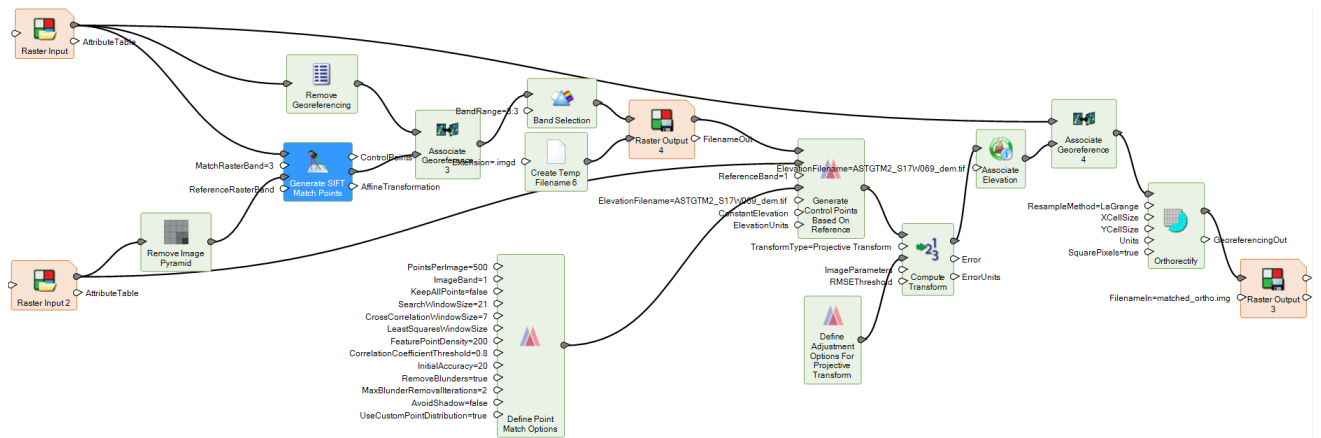 Raster Input
AttributeTable
Remove
Georeferencing
MatchRasterBand=3
ReferenceRasterBand
Generate SIFT
Match Points
ControlPoints
AffineTransformation
Remove Image
Pyramid
Raster Input 2
AttributeTable
Associate
Georeference
3
BandRange=3:3
Band Selection
Extension=.imd
Create Temp
Filename 6
Raster Output
4
FilenameOut
ReferenceBand=1
ElevationFilename=ASTGTM2_S17W069_dem.tif
ConstantElevation
ElevationUnits
Generate
Control Points
Based On
Reference
PointsPerImage=500
ImageBand=1
KeepAllPoints=false
SearchWindowSize=21
CrossCorrelationWindowSize=7
LeastSquaresWindowSize
FeaturePointDensity=200
CorrelationCoefficientThreshold=0.8
InitialAccuracy=20
RemoveBlunders=true
MaxBlunderRemovalIterations=2
AvoidShadow=false
UseCustomPointDistribution=true
Define Point
Match Options
TransformType=Projective Transform
ImageParameters
RMSEThreshold
Compute
Transform
Error
ErrorUnits
Define
Adjustment
Options For
Projective
Transform
ElevationFilename=ASTGTM2_S17W069_dem.tif
Associate
Elevation
Associate
Georeference
4
ResampleMethod=LaGrange
XCellSize
YCellSize
Units
SquarePixels=true
Orthorectify
GeoreferencingOut
FilenameIn=matched_ortho.img
Raster Output
3